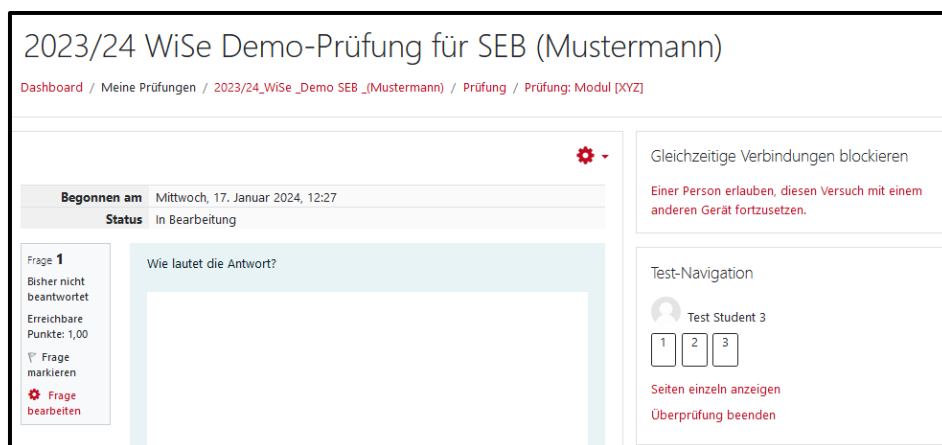 2023/24 WiSe Demo-Prüfung für SEB (Mustermann)
Dashboard / Meine Prüfungen / 2023/24_WiSe _Demo SEB _(Mustermann) / Prüfung / Prüfung: Modul [XYZ]
Begonnen am Mittwoch, 17. Januar 2024, 12:27
Status In Bearbeitung
Frage 1
Bisher nicht
beantwortet
Erreichbare
Punkte: 1,00
Frage
markieren
Frage
bearbeiten
Wie lautet die Antwort?
Gleichzeitige Verbindungen blockieren
Einer Person erlauben, diesen Versuch mit einem
anderen Gerät fortzusetzen.
Test-Navigation
Test Student 3
1 2 3
Seiten einzeln anzeigen
Überprüfung beenden